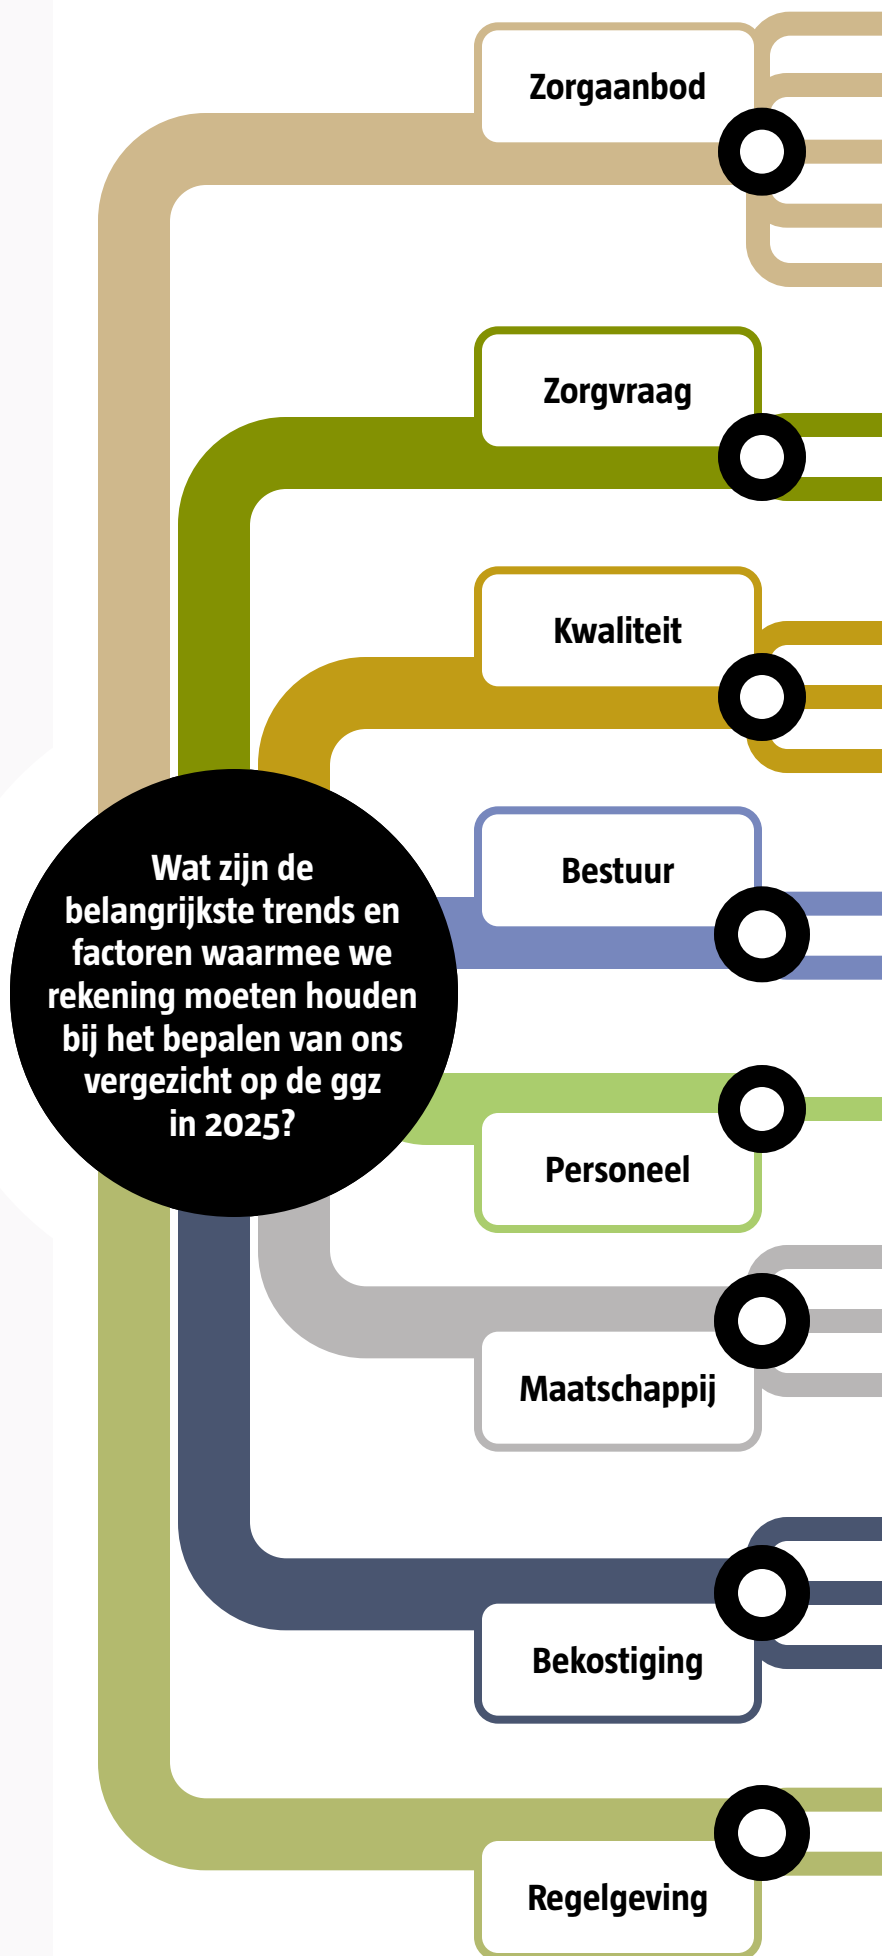 Zorgaanbod
Zorgvraag
Kwaliteit
Bestuur
Wat zijn de
belangrijkste trends en
factoren waarmee we
rekening moeten houden
bij het bepalen van ons
vergezicht op de ggz
in 2025?
Personeel
Maatschappij
Bekostiging
Regelgeving